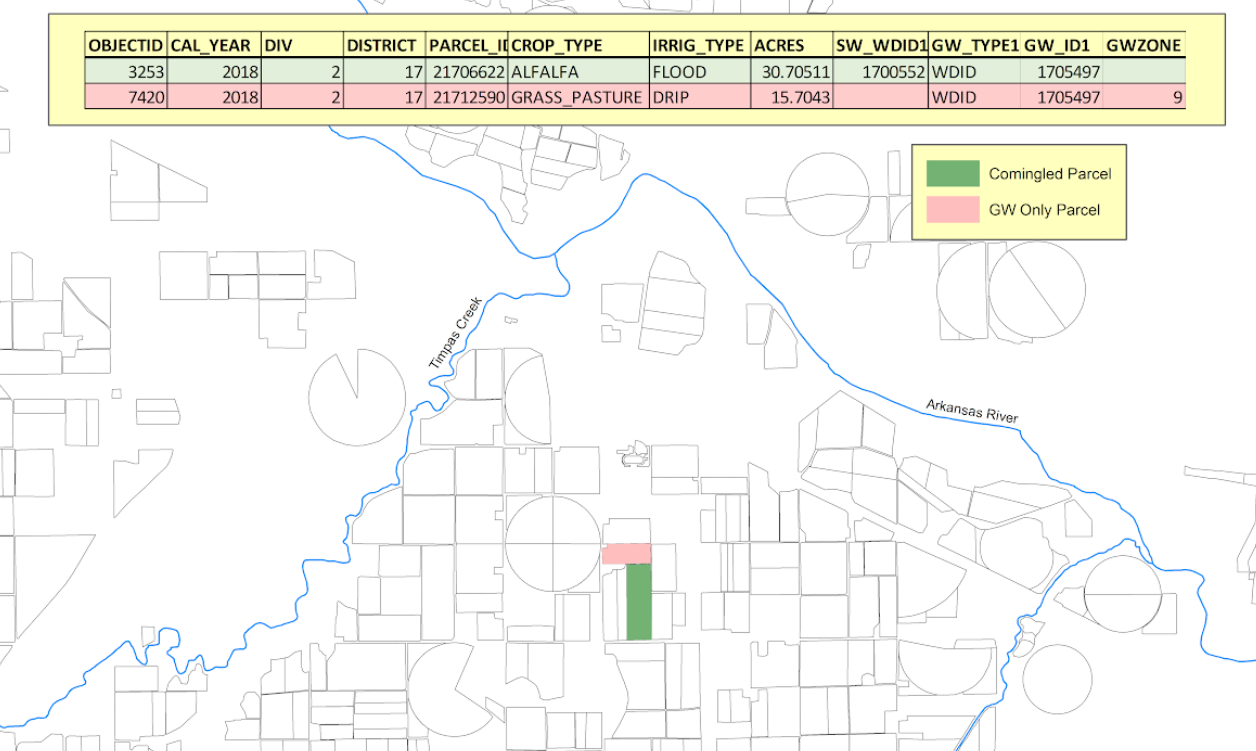 OBJECTID CAL_YEAR DIV DISTRICT PARCEL_ID CROP_TYPE IRRIG_TYPE ACRES SW_WDID1 GW_TYPE1 GW_ID1 GWZONE
3253 2018 2 17 21706622 ALFALFA FLOOD 30.70511 1700552 WDID 1705497
7420 2018 2 17 21712590 GRASS_PASTURE DRIP 15.7043 WDID 1705497 9
Comingled Parcel
GW Only Parcel
Timpas Creek
Arkansas River